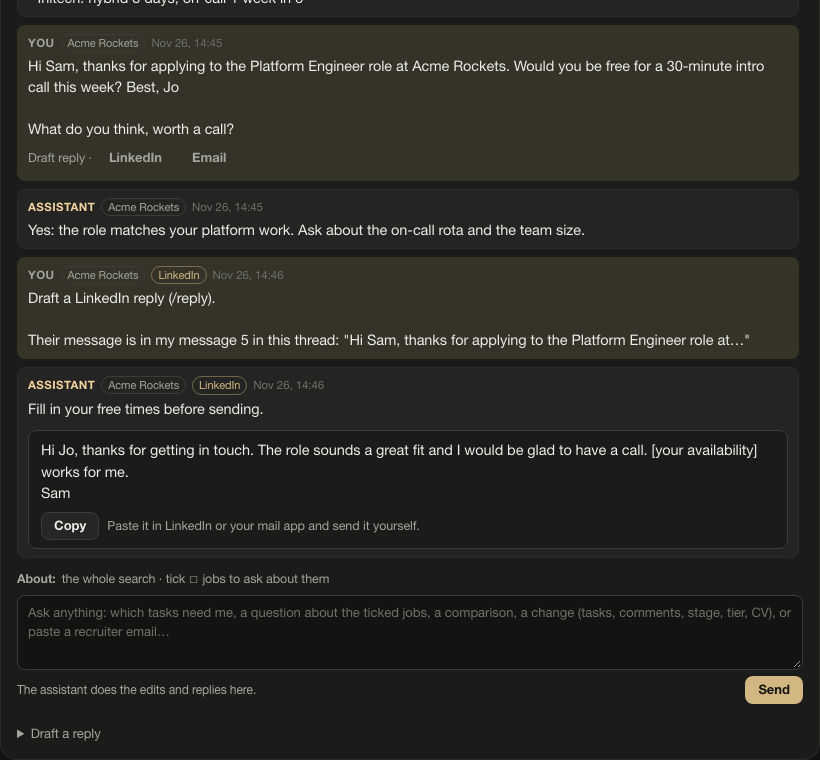 YOU Acme Rockets Nov 26, 14:45
Hi Sam, thanks for applying to the Platform Engineer role at Acme Rockets. Would you be free for a 30-minute intro
call this week? Best, Jo
What do you think, worth a call?
Draft reply · LinkedIn Email
ASSISTANT Acme Rockets Nov 26, 14:45
Yes: the role matches your platform work. Ask about the on-call rota and the team size.
YOU Acme Rockets LinkedIn Nov 26, 14:46
Draft a LinkedIn reply (/reply).
Their message is in my message 5 in this thread: "Hi Sam, thanks for applying to the Platform Engineer role at…"
ASSISTANT Acme Rockets LinkedIn Nov 26, 14:46
Fill in your free times before sending.
Hi Jo, thanks for getting in touch. The role sounds a great fit and I would be glad to have a call. [your availability]
works for me.
Sam
Copy Paste it in LinkedIn or your mail app and send it yourself.
About: the whole search · tick □ jobs to ask about them
Ask anything: which tasks need me, a question about the ticked jobs, a comparison, a change (tasks, comments, stage, tier, CV), or
paste a recruiter email…
The assistant does the edits and replies here.
Send
▶ Draft a reply